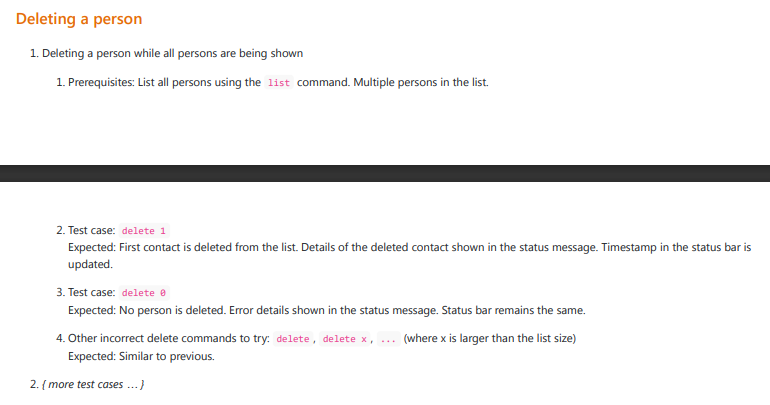 Deleting a person
1. Deleting a person while all persons are being shown
1. Prerequisites: List all persons using the list command. Multiple persons in the list.
2. Test case: delete 1
Expected: First contact is deleted from the list. Details of the deleted contact shown in the status message. Timestamp in the status bar is
updated.
3. Test case: delete 0
Expected: No person is deleted. Error details shown in the status message. Status bar remains the same.
4. Other incorrect delete commands to try: delete, delete x, ... (where x is larger than the list size)
Expected: Similar to previous.
2. { more test cases … }